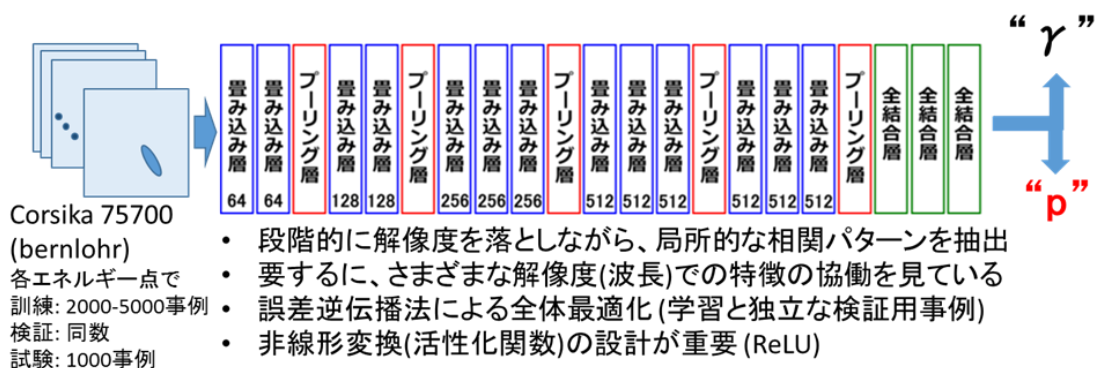 “γ”
畳み込み層 64
畳み込み層 64
プーリング層
畳み込み層 128
畳み込み層 128
プーリング層
畳み込み層 256
畳み込み層 256
畳み込み層 256
プーリング層
畳み込み層 512
畳み込み層 512
畳み込み層 512
プーリング層
畳み込み層 512
畳み込み層 512
畳み込み層 512
プーリング層
全結合層
全結合層
全結合層
“p”
Corsika 75700
(bernlohr)
各エネルギー点で
訓練: 2000-5000事例
検証: 同数
試験: 1000事例
• 段階的に解像度を落としながら、局所的な相関パターンを抽出
• 要するに、さまざまな解像度(波長)での特徴の協働を見ている
• 誤差逆伝播法による全体最適化 (学習と独立な検証用事例)
• 非線形変換(活性化関数)の設計が重要 (ReLU)